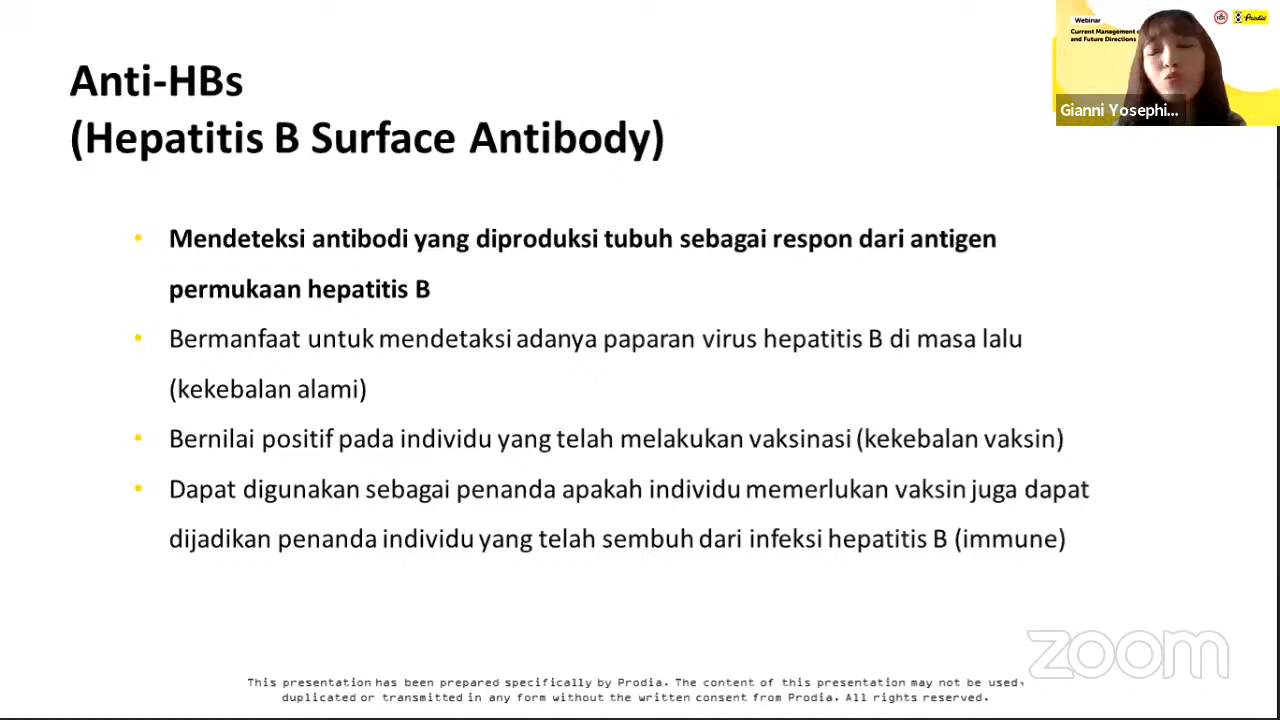 Anti-HBs
(Hepatitis B Surface Antibody)
Mendeteksi antibodi yang diproduksi tubuh sebagai respon dari antigen
permukaan hepatitis B
Bermanfaat untuk mendetaksi adanya paparan virus hepatitis B di masa lalu
(kekebalan alami)
Bernilai positif pada individu yang telah melakukan vaksinasi (kekebalan vaksin)
Dapat digunakan sebagai penanda apakah individu memerlukan vaksin juga dapat
dijadikan penanda individu yang telah sembuh dari infeksi hepatitis B (immune)
Webinar
Current Management
and Future Directions
Prodia
Gianni Yosephi...
zoom
This presentation has been prepared specifically by Prodia. The content of this presentation may not be used,
duplicated or transmitted in any form without the written consent from Prodia. All rights reserved.